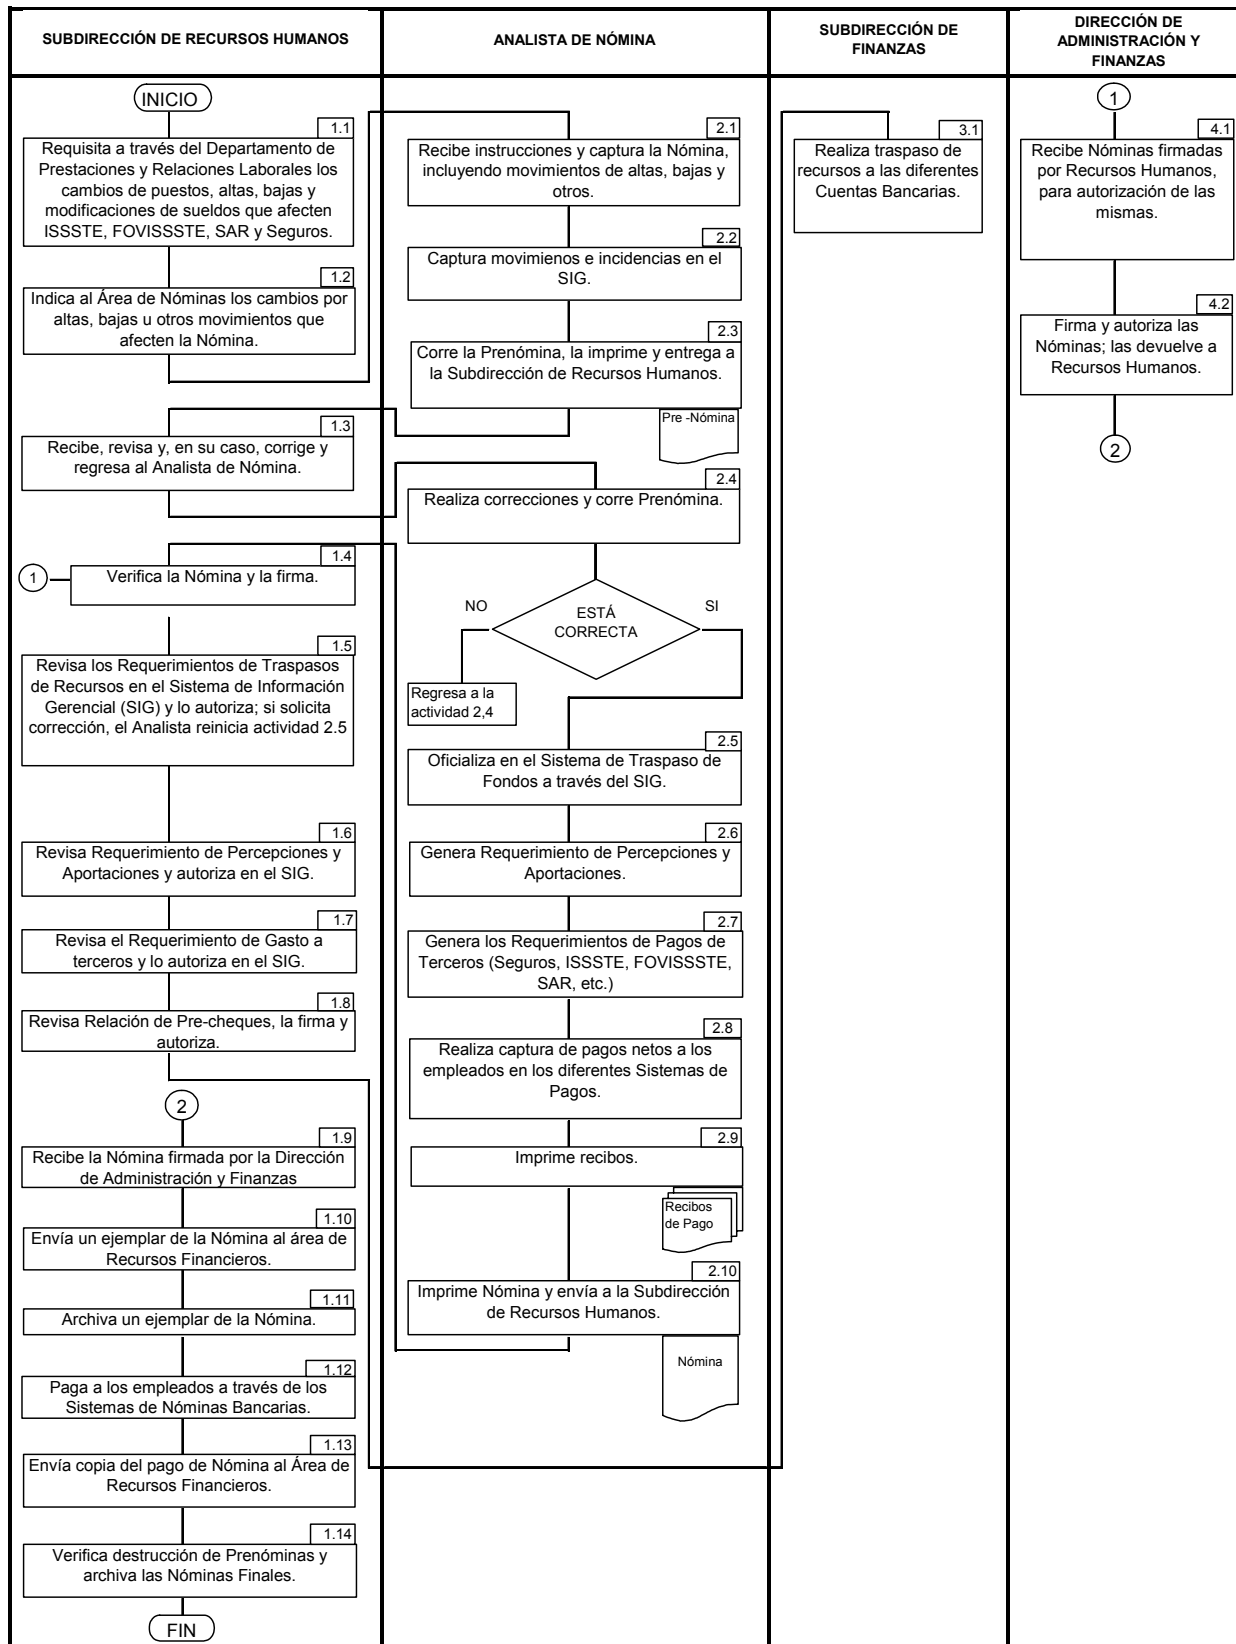 SUBDIRECCIÓN DE RECURSOS HUMANOS
ANALISTA DE NÓMINA
SUBDIRECCIÓN DE
FINANZAS
DIRECCIÓN DE
ADMINISTRACIÓN Y
FINANZAS
INICIO
1.1
Requisita a través del Departamento de
Prestaciones y Relaciones Laborales los
cambios de puestos, altas, bajas y
modificaciones de sueldos que afecten
ISSSTE, FOVISSSTE, SAR y Seguros.
1.2
Indica al Área de Nóminas los cambios por
altas, bajas u otros movimientos que
afecten la Nómina.
1.3
Recibe, revisa y, en su caso, corrige y
regresa al Analista de Nómina.
1.4
1
Verifica la Nómina y la firma.
1.5
Revisa los Requerimientos de Traspasos
de Recursos en el Sistema de Información
Gerencial (SIG) y lo autoriza; si solicita
corrección, el Analista reinicia actividad 2.5
1.6
Revisa Requerimiento de Percepciones y
Aportaciones y autoriza en el SIG.
1.7
Revisa el Requerimiento de Gasto a
terceros y lo autoriza en el SIG.
1.8
Revisa Relación de Pre-cheques, la firma y
autoriza.
2
1.9
Recibe la Nómina firmada por la Dirección
de Administración y Finanzas
1.10
Envía un ejemplar de la Nómina al área de
Recursos Financieros.
1.11
Archiva un ejemplar de la Nómina.
1.12
Paga a los empleados a través de los
Sistemas de Nóminas Bancarias.
1.13
Envía copia del pago de Nómina al Área de
Recursos Financieros.
1.14
Verifica destrucción de Prenóminas y
archiva las Nóminas Finales.
FIN
2.1
Recibe instrucciones y captura la Nómina,
incluyendo movimientos de altas, bajas y
otros.
2.2
Captura movimienos e incidencias en el
SIG.
2.3
Corre la Prenómina, la imprime y entrega a
la Subdirección de Recursos Humanos.
Pre -Nómina
2.4
Realiza correcciones y corre Prenómina.
NO
ESTÁ
CORRECTA
SI
Regresa a la
actividad 2,4
2.5
Oficializa en el Sistema de Traspaso de
Fondos a través del SIG.
2.6
Genera Requerimiento de Percepciones y
Aportaciones.
2.7
Genera los Requerimientos de Pagos de
Terceros (Seguros, ISSSTE, FOVISSSTE,
SAR, etc.)
2.8
Realiza captura de pagos netos a los
empleados en los diferentes Sistemas de
Pagos.
2.9
Imprime recibos.
Recibos
de Pago
2.10
Imprime Nómina y envía a la Subdirección
de Recursos Humanos.
Nómina
3.1
Realiza traspaso de
recursos a las diferentes
Cuentas Bancarias.
1
4.1
Recibe Nóminas firmadas
por Recursos Humanos,
para autorización de las
mismas.
4.2
Firma y autoriza las
Nóminas; las devuelve a
Recursos Humanos.
2